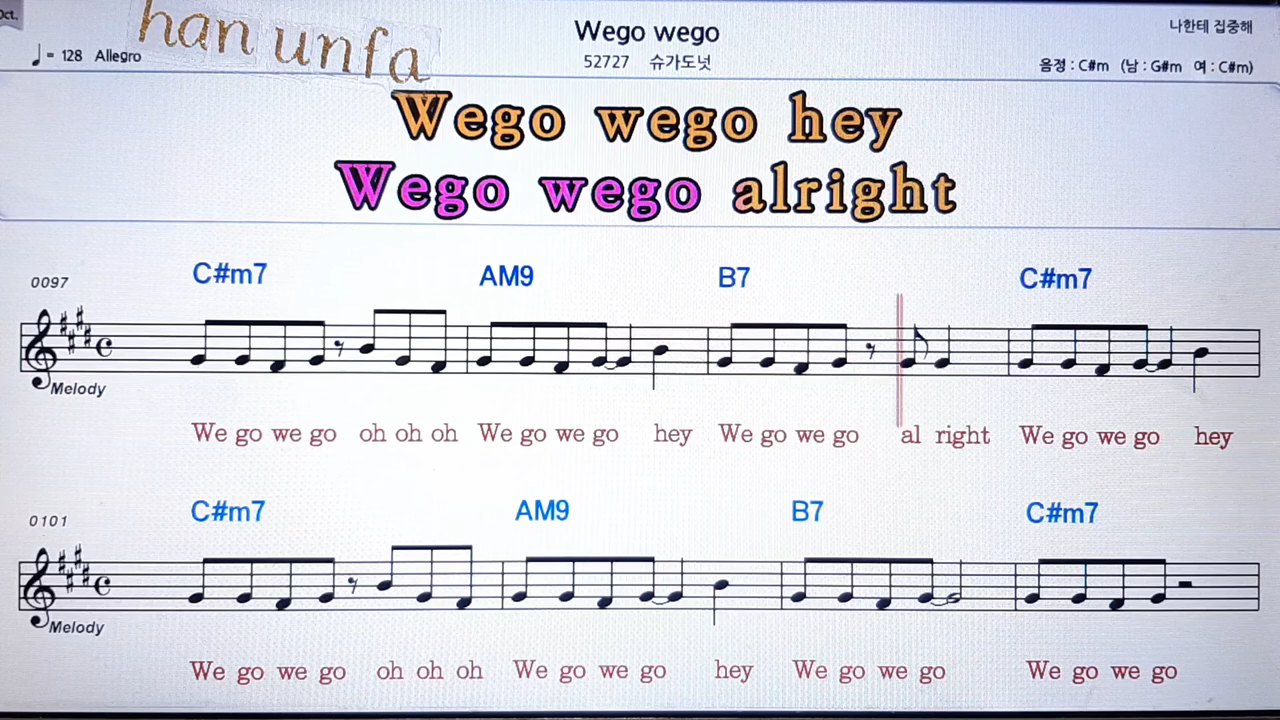 Oct.
han unfa
Wego wego
나한테 집중해
♩ = 128 Allegro
52727 슈가도넛
음정 : C#m (남 : G#m 여 : C#m)
Wego wego hey
Wego wego alright
0097
C#m7 AM9 B7 C#m7
Melody
We go we go oh oh oh We go we go hey We go we go al right We go we go hey
0101
C#m7 AM9 B7 C#m7
Melody
We go we go oh oh oh We go we go hey We go we go We go we go